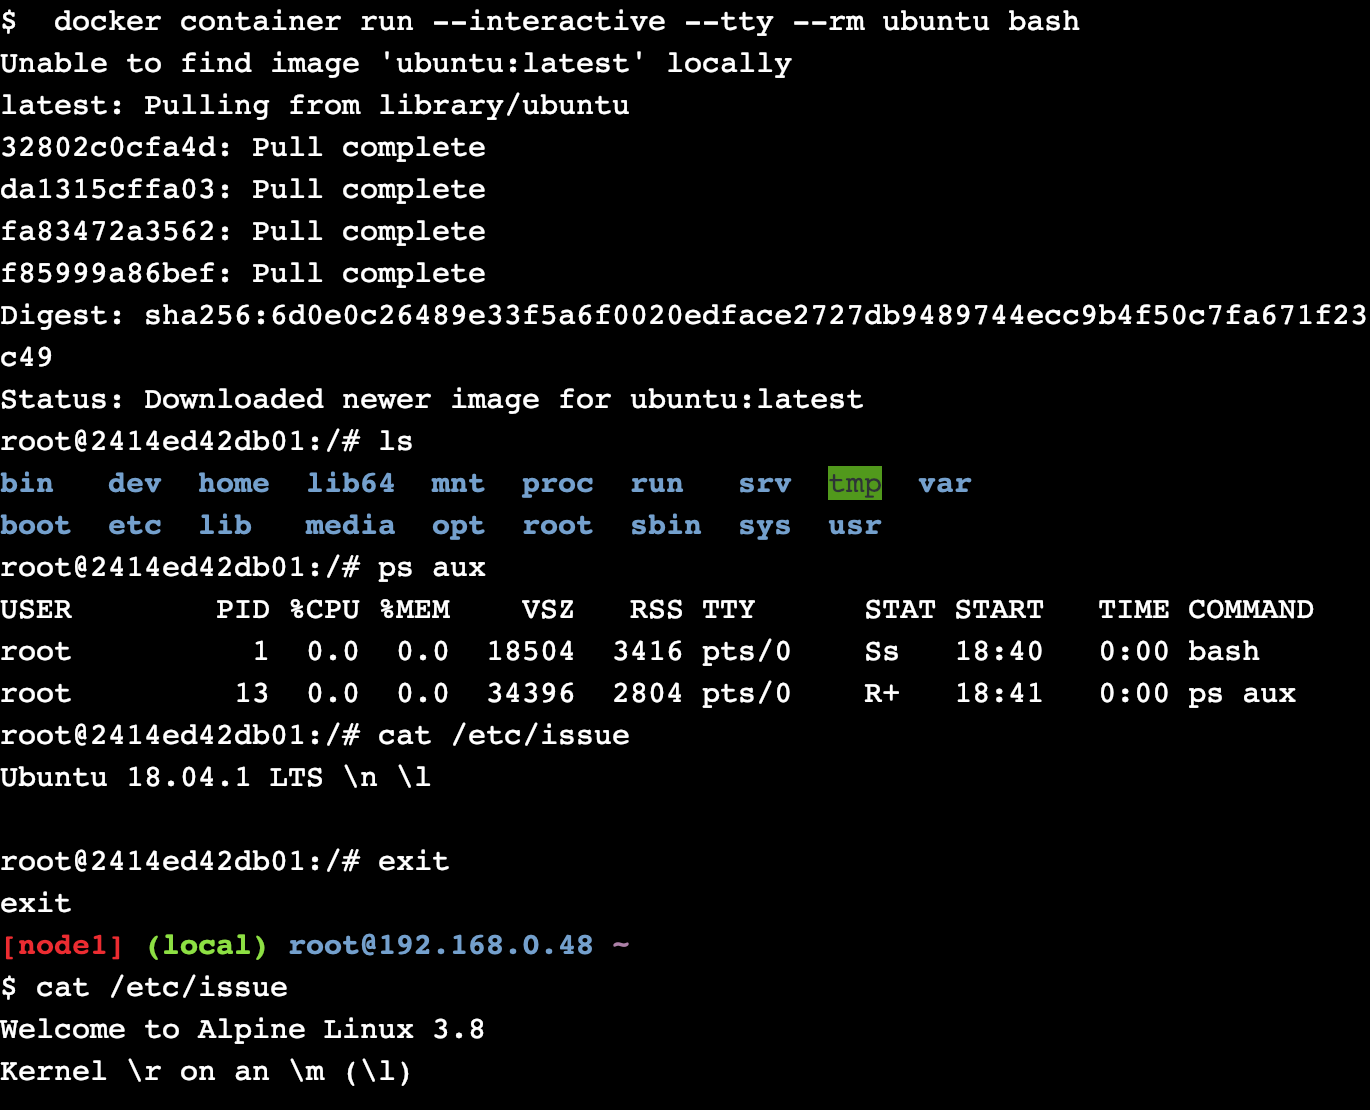 $  docker container run --interactive --tty --rm ubuntu bash
Unable to find image 'ubuntu:latest' locally
latest: Pulling from library/ubuntu
32802c0cfa4d: Pull complete
da1315cffa03: Pull complete
fa83472a3562: Pull complete
f85999a86bef: Pull complete
Digest: sha256:6d0e0c26489e33f5a6f0020edface2727db9489744ecc9b4f50c7fa671f23
c49
Status: Downloaded newer image for ubuntu:latest
root@2414ed42db01:/# ls
bin   dev  home  lib64  mnt  proc  run   srv  tmp  var
boot  etc  lib   media  opt  root  sbin  sys  usr
root@2414ed42db01:/# ps aux
USER        PID %CPU %MEM    VSZ   RSS TTY      STAT START   TIME COMMAND
root          1  0.0  0.0  18504  3416 pts/0    Ss   18:40   0:00 bash
root         13  0.0  0.0  34396  2804 pts/0    R+   18:41   0:00 ps aux
root@2414ed42db01:/# cat /etc/issue
Ubuntu 18.04.1 LTS \n \l
root@2414ed42db01:/# exit
exit
[node1] (local) root@192.168.0.48 ~
$ cat /etc/issue
Welcome to Alpine Linux 3.8
Kernel \r on an \m (\l)